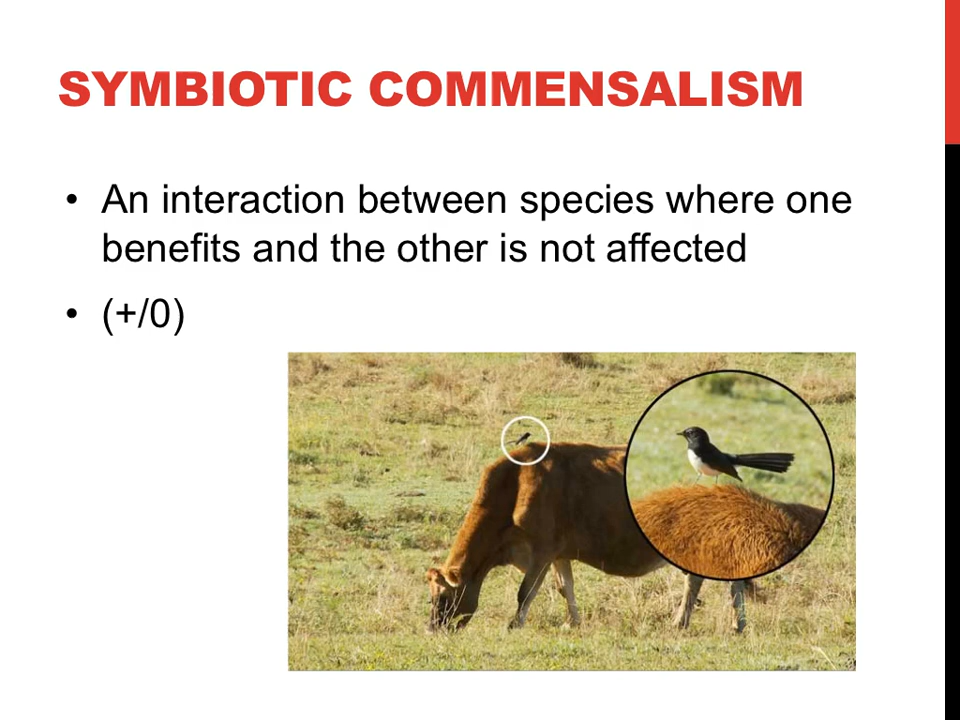 SYMBIOTIC COMMENSALISM
• An interaction between species where one
benefits and the other is not affected
• (+/0)